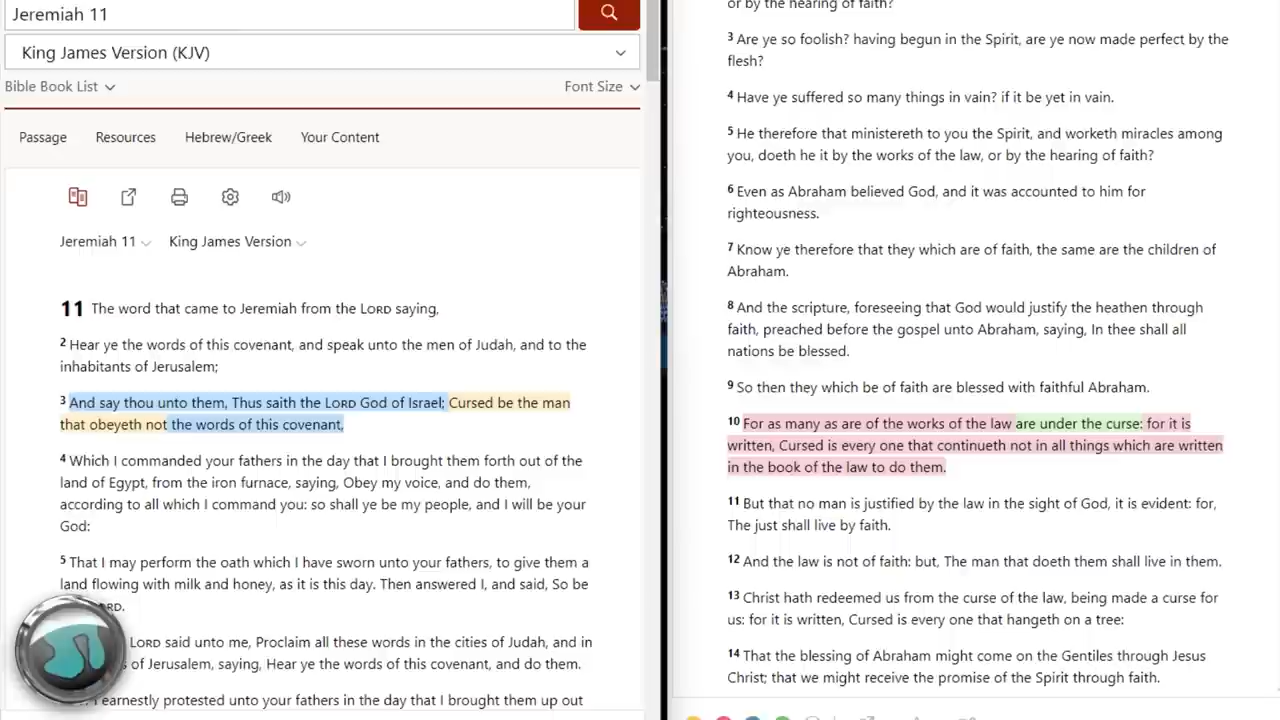 Jeremiah 11
King James Version (KJV)
Bible Book List
Font Size
Passage
Resources
Hebrew/Greek
Your Content
Jeremiah 11
King James Version
11 The word that came to Jeremiah from the LORD saying,
2 Hear ye the words of this covenant, and speak unto the men of Judah, and to the
inhabitants of Jerusalem;
3 And say thou unto them, Thus saith the LORD God of Israel; Cursed be the man
that obeyeth not the words of this covenant,
4 Which I commanded your fathers in the day that I brought them forth out of the
land of Egypt, from the iron furnace, saying, Obey my voice, and do them,
according to all which I command you: so shall ye be my people, and I will be your
God:
5 That I may perform the oath which I have sworn unto your fathers, to give them a
land flowing with milk and honey, as it is this day. Then answered I, and said, So be
RD.
LORD said unto me, Proclaim all these words in the cities of Judah, and in
of Jerusalem, saying, Hear ye the words of this covenant, and do them.
I earnestly protested unto your fathers in the day that I brought them up out
or by the hearing of faith?
3 Are ye so foolish? having begun in the Spirit, are ye now made perfect by the
flesh?
4 Have ye suffered so many things in vain? if it be yet in vain.
5 He therefore that ministereth to you the Spirit, and worketh miracles among
you, doeth he it by the works of the law, or by the hearing of faith?
6 Even as Abraham believed God, and it was accounted to him for
righteousness.
7 Know ye therefore that they which are of faith, the same are the children of
Abraham.
8 And the scripture, foreseeing that God would justify the heathen through
faith, preached before the gospel unto Abraham, saying, In thee shall all
nations be blessed.
9 So then they which be of faith are blessed with faithful Abraham.
10 For as many as are of the works of the law are under the curse: for it is
written, Cursed is every one that continueth not in all things which are written
in the book of the law to do them.
11 But that no man is justified by the law in the sight of God, it is evident: for,
The just shall live by faith.
12 And the law is not of faith: but, The man that doeth them shall live in them.
13 Christ hath redeemed us from the curse of the law, being made a curse for
us: for it is written, Cursed is every one that hangeth on a tree:
14 That the blessing of Abraham might come on the Gentiles through Jesus
Christ; that we might receive the promise of the Spirit through faith.